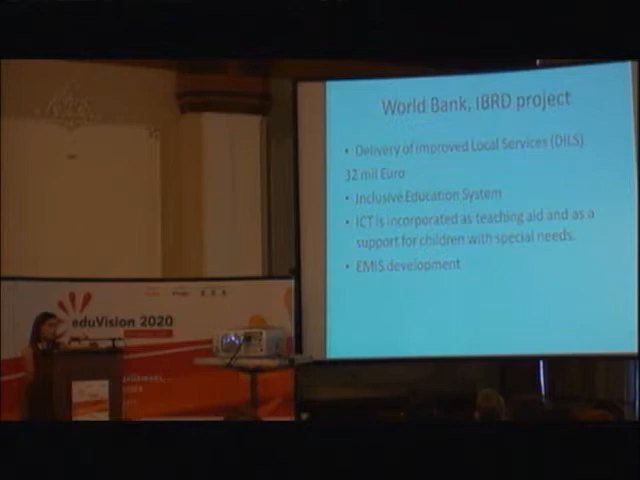 World Bank, IBRD project
• Delivery of Improved Local Services (DILS)
32 mil Euro
• Inclusive Education System
• ICT is incorporated as teaching aid and as a
support for children with special needs.
• EMIS development
eduVision 2020